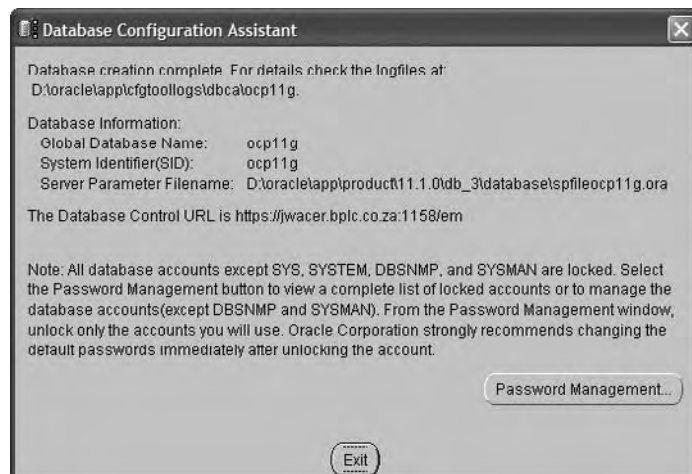 Database Configuration Assistant
Database creation complete. For details check the logfiles at:
D:\oracle\app\cfgtoollogs\dbca\ocp11g.
Database Information:
Global Database Name: ocp11g
System Identifier(SID): ocp11g
Server Parameter Filename: D:\oracle\app\product\11.1.0\db_3\database\spfileocp11g.ora
The Database Control URL is https://jwacer.bplc.co.za:1158/em
Note: All database accounts except SYS, SYSTEM, DBSNMP, and SYSMAN are locked. Select
the Password Management button to view a complete list of locked accounts or to manage the
database accounts(except DBSNMP and SYSMAN). From the Password Management window,
unlock only the accounts you will use. Oracle Corporation strongly recommends changing the
default passwords immediately after unlocking the account.
Password Management...
Exit